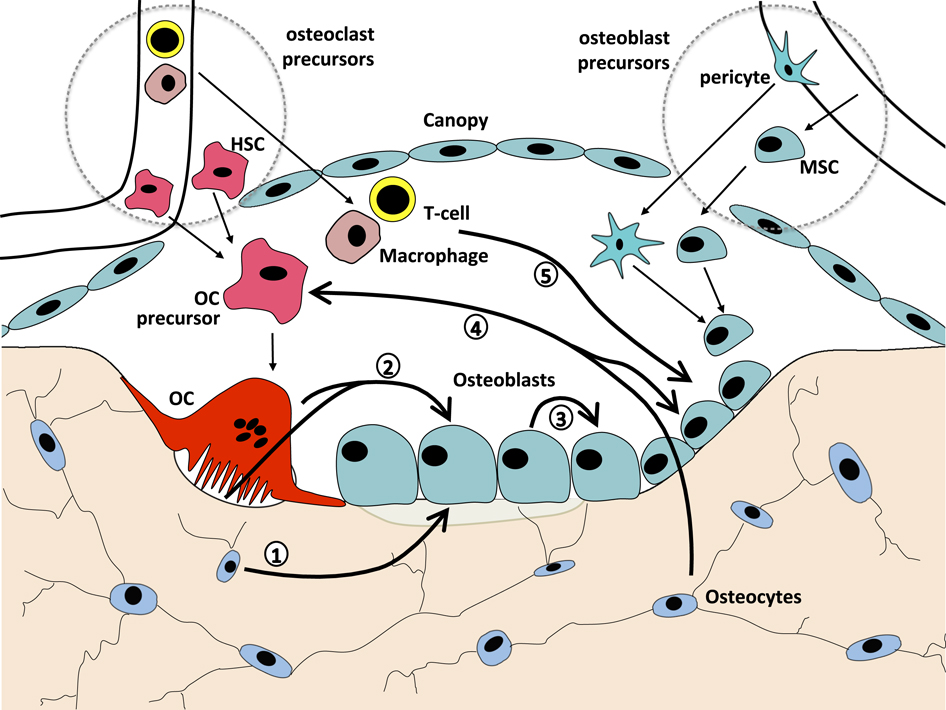 osteoclast
precursors
osteoblast
precursors
pericyte
HSC
Canopy
MSC
T-cell
Macrophage
⑤
OC
precursor
④
②
Osteoblasts
OC
③
①
Osteocytes